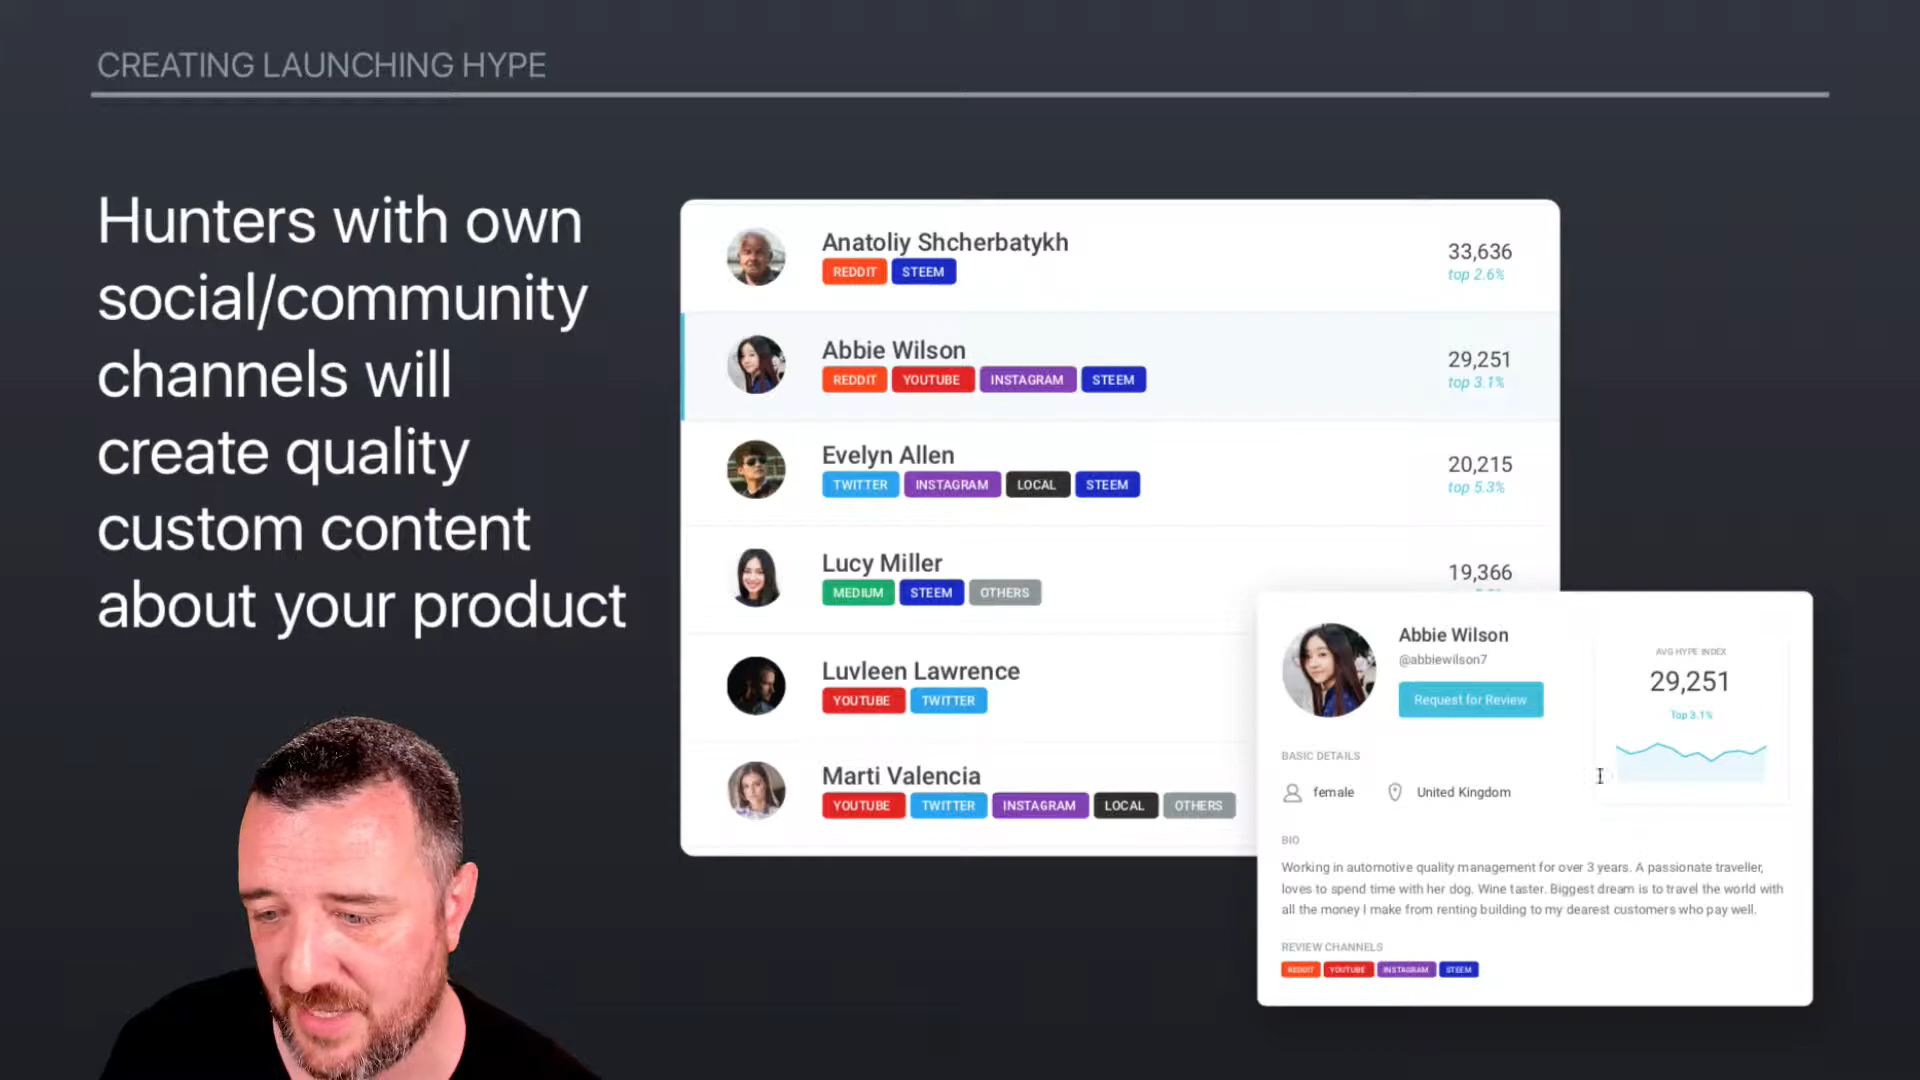 CREATING LAUNCHING HYPE
Hunters with own
social/community
channels will
create quality
custom content
about your product
Anatoliy Shcherbatykh
REDDIT STEEM
33,636
top 2.6%
Abbie Wilson
REDDIT YOUTUBE INSTAGRAM STEEM
29,251
top 3.1%
Evelyn Allen
TWITTER INSTAGRAM LOCAL STEEM
20,215
top 5.3%
Lucy Miller
MEDIUM STEEM OTHERS
19,366
Luvleen Lawrence
YOUTUBE TWITTER
Marti Valencia
YOUTUBE TWITTER INSTAGRAM LOCAL OTHERS
Abbie Wilson
@abbiewilson7
Request for Review
AVG HYPE INDEX
29,251
Top 3.1%
BASIC DETAILS
female United Kingdom
BIO
Working in automotive quality management for over 3 years. A passionate traveller,
loves to spend time with her dog. Wine taster. Biggest dream is to travel the world with
all the money I make from renting building to my dearest customers who pay well.
REVIEW CHANNELS
REDDIT YOUTUBE INSTAGRAM STEEM